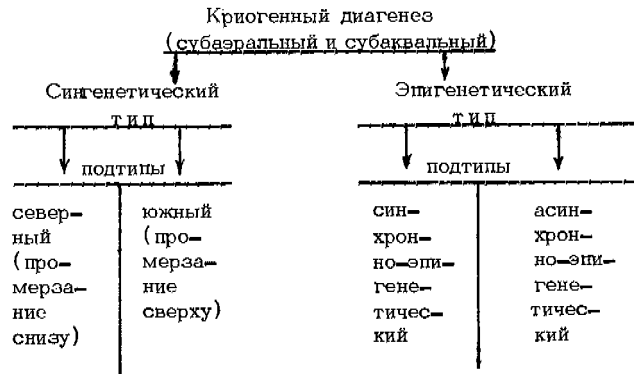 Криогенный диагенез
(субаэральный и субаквальный)
Сингенетический
тип
подтипы
север-
ный
(про-
мерза-
ние
снизу)
южный
(про-
мерза-
ние
сверху)
Эпигенетический
тип
подтипы
син-
хрон-
но-эпи-
гене-
тичес-
кий
асин-
хрон-
но-эпи-
гене-
тичес-
кий